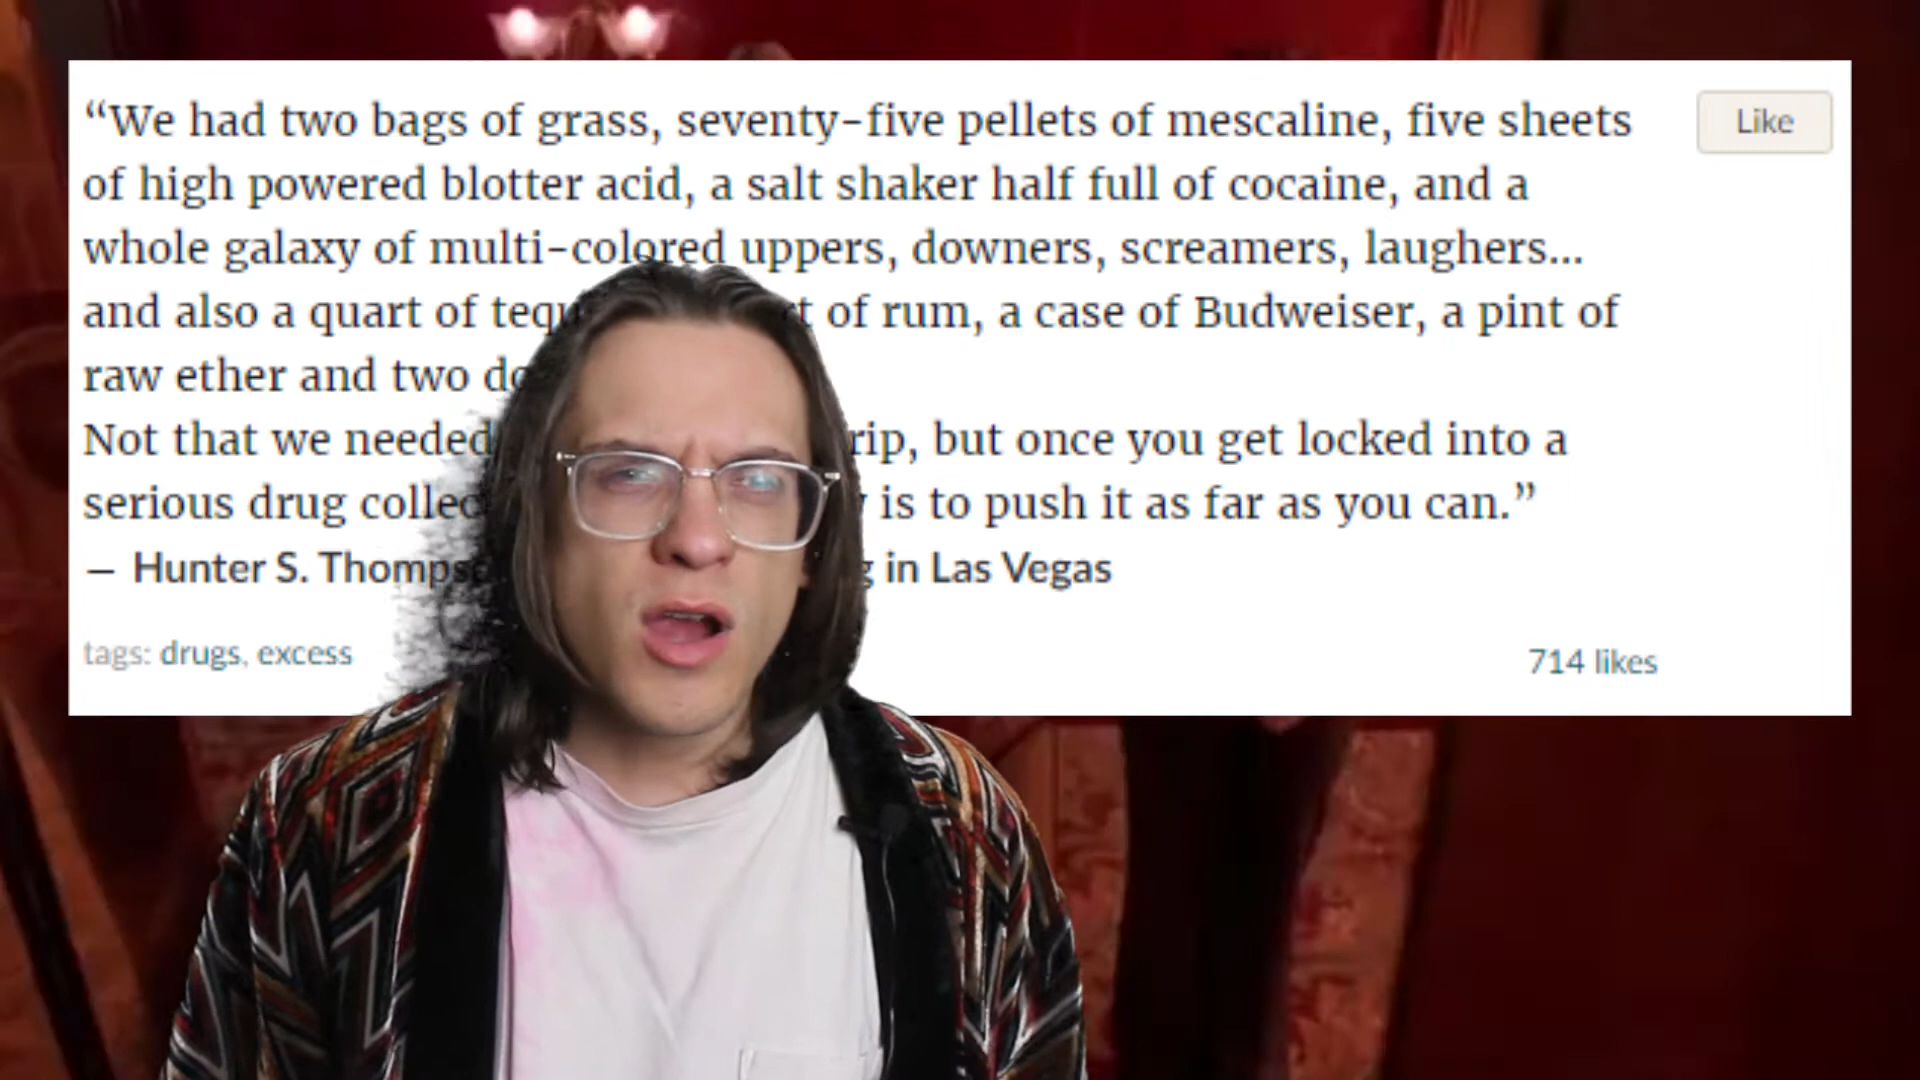 “We had two bags of grass, seventy-five pellets of mescaline, five sheets
of high powered blotter acid, a salt shaker half full of cocaine, and a
whole galaxy of multi-colored uppers, downers, screamers, laughers...
and also a quart of of rum, a case of Budweiser, a pint of
raw ether and two
Not that we needed but once you get locked into a
serious drug is to push it as far as you can.”
— Hunter S. in Las Vegas
tags: drugs, excess
714 likes
Like